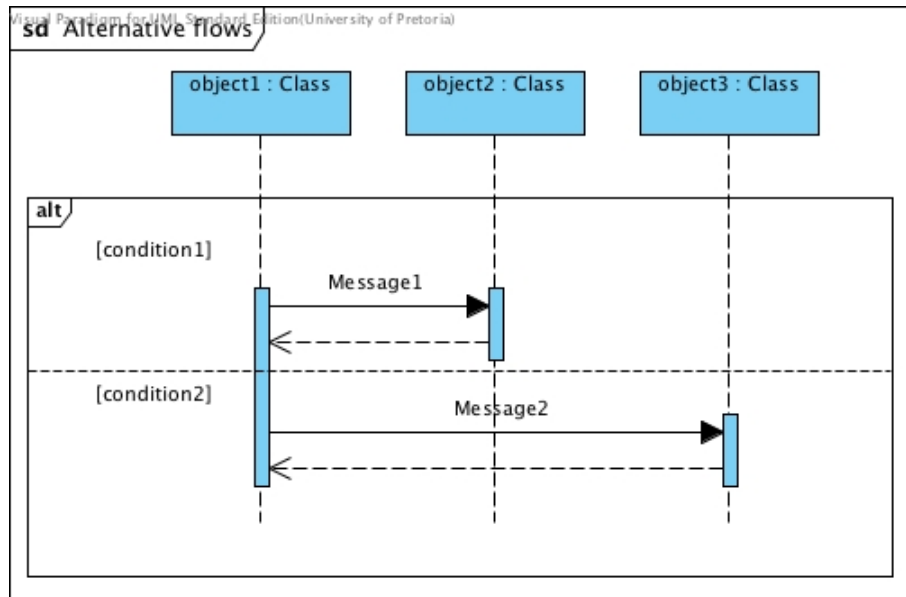 Visual Paradigm for UML Standard Edition(University of Pretoria)
sd Alternative flows
object1 : Class
object2 : Class
object3 : Class
alt
[condition1]
Message1
[condition2]
Message2